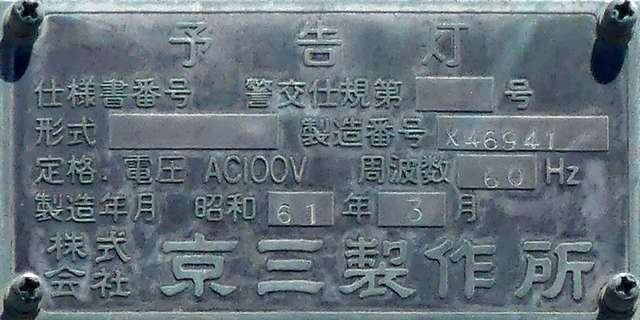 予告灯
仕様書番号 警交仕規第 号
形式 製造番号 X46941
定格.電圧 AC100V 周波数 60 Hz
製造年月 昭和 61 年 3 月
株式会社 京三製作所